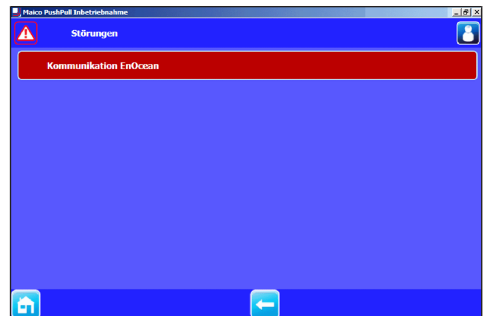 Maico PushPull Inbetriebnahme
Störungen
Kommunikation EnOcean